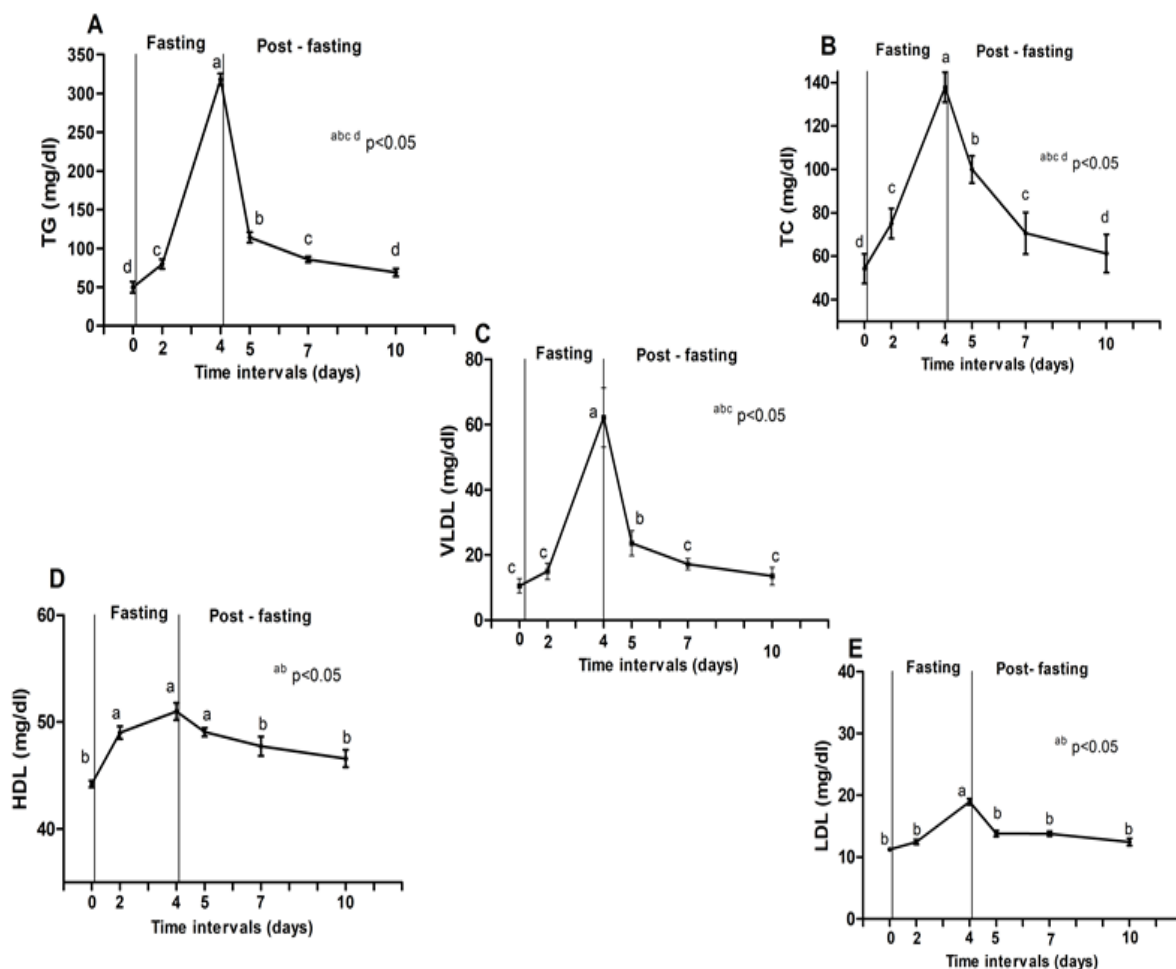 A
Fasting
Post - fasting
350
300
250
200
150
100
50
0
TG (mg/dl)
d
c
a
b
c
d
abc d p<0.05
0 2 4 5 7 10
Time intervals (days)
B
Fasting
Post - fasting
140
120
100
80
60
40
TC (mg/dl)
d
c
a
b
c
d
abc d p<0.05
0 2 4 5 7 10
Time intervals (days)
C
Fasting
Post - fasting
80
60
40
20
0
VLDL (mg/dl)
c
c
a
b
c
c
abc p<0.05
0 2 4 5 7 10
Time intervals (days)
D
Fasting
Post - fasting
60
50
40
HDL (mg/dl)
b
a
a
a
b
b
ab p<0.05
0 2 4 5 7 10
Time intervals (days)
E
Fasting
Post- fasting
40
30
20
10
0
LDL (mg/dl)
b
b
a
b
b
b
ab p<0.05
0 2 4 5 7 10
Time intervals (days)